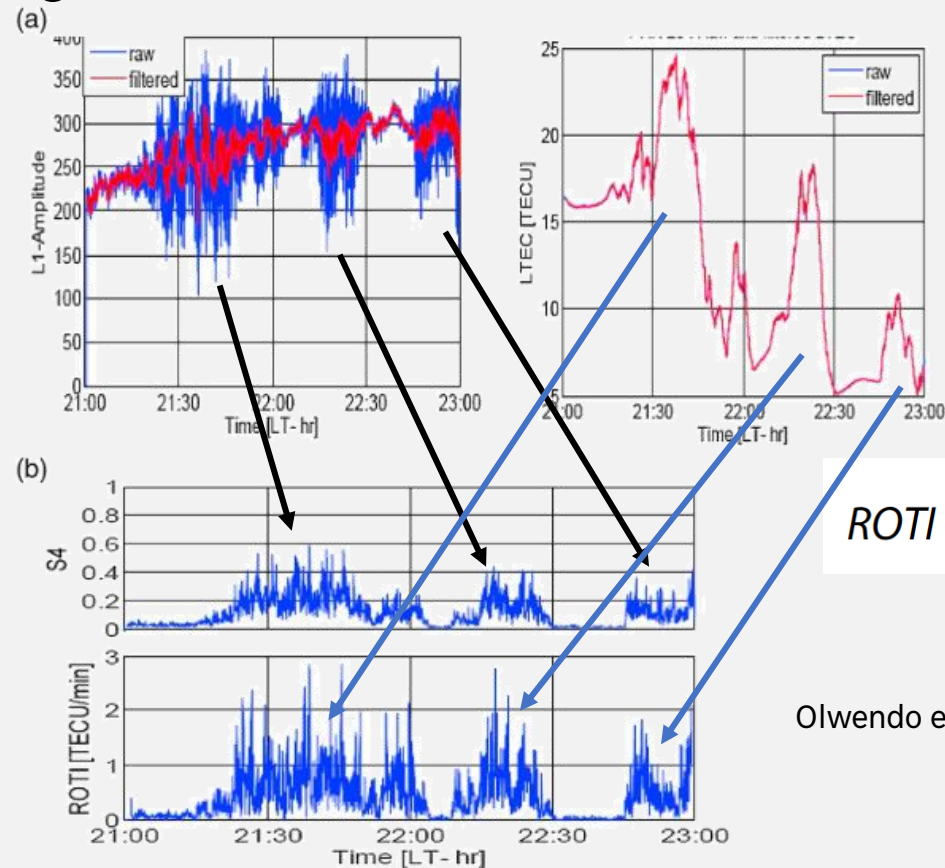 (a)
400
350
300
250
200
150
100
50
0
L1-Amplitude
raw
filtered
21:00 21:30 22:00 22:30 23:00
Time [LT- hr]
25
20
15
10
5
LTEC [TECU]
raw
filtered
:00 21:30 22:00 22:30 23:00
Time [LT- hr]
(b)
1
0.8
0.6
0.4
0.2
0
S4
ROTI
3
2
1
0
ROTI [TECU/min]
Olwendo e
21:00 21:30 22:00 22:30 23:00
Time [LT- hr]